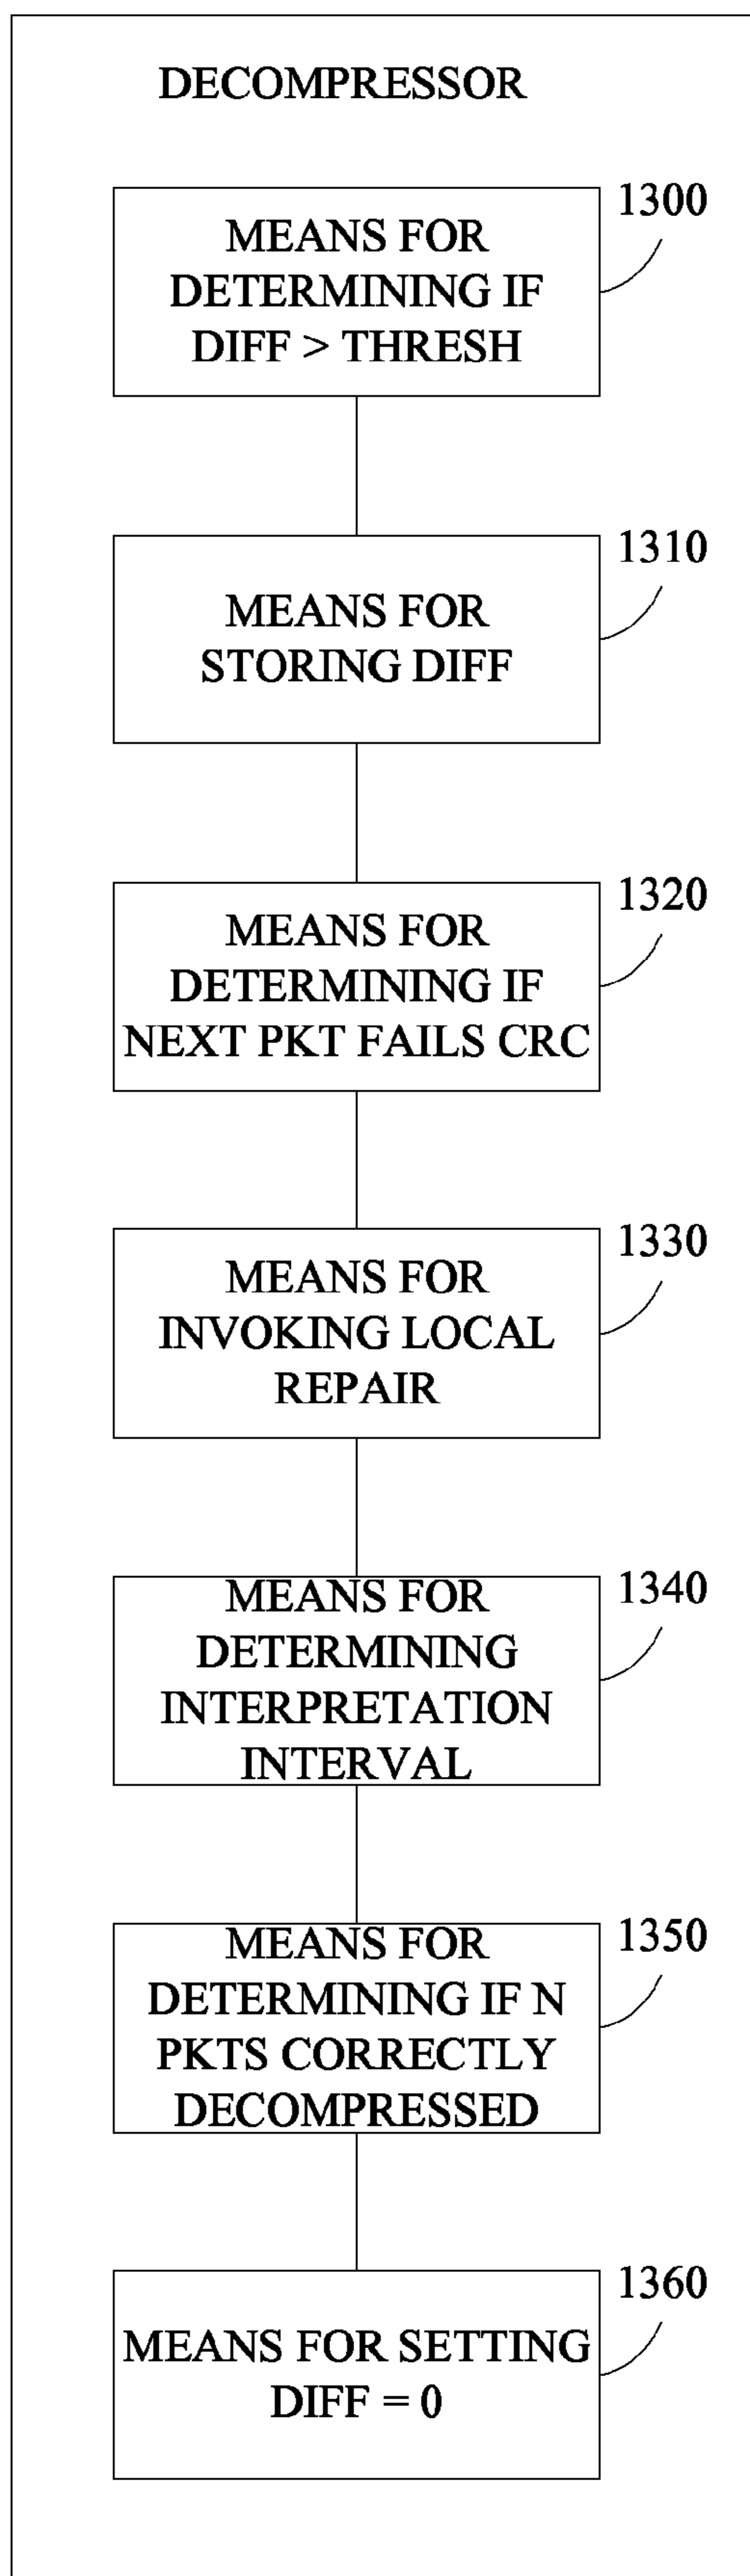 DECOMPRESSOR
1300
MEANS FOR
DETERMINING IF
DIFF > THRESH
1310
MEANS FOR
STORING DIFF
1320
MEANS FOR
DETERMINING IF
NEXT PKT FAILS CRC
1330
MEANS FOR
INVOKING LOCAL
REPAIR
1340
MEANS FOR
DETERMINING
INTERPRETATION
INTERVAL
1350
MEANS FOR
DETERMINING IF N
PKTS CORRECTLY
DECOMPRESSED
1360
MEANS FOR SETTING
DIFF = 0